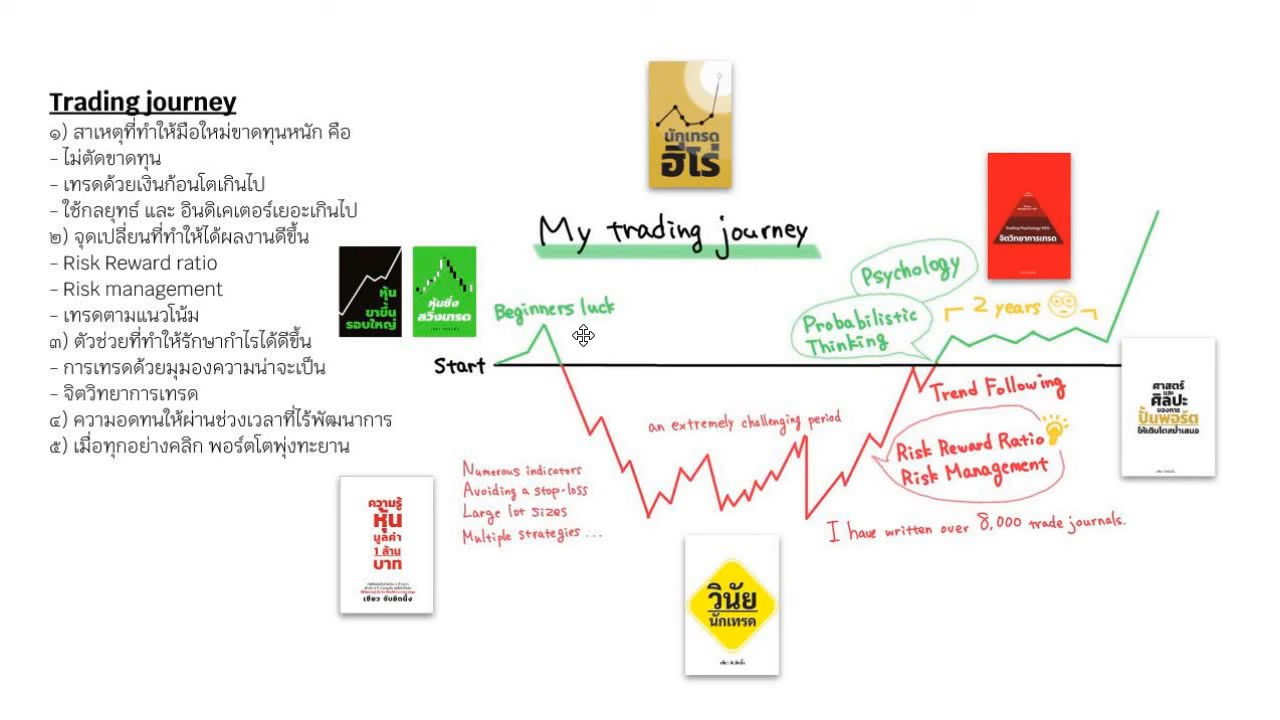 Trading journey
๑) สาเหตุที่ทำให้มือใหม่ขาดทุนหนัก คือ
- ไม่ตัดขาดทุน
- เทรดด้วยเงินก้อนโตเกินไป
- ใช้กลยุทธ์ และ อินดิเคเตอร์เยอะเกินไป
๒) จุดเปลี่ยนที่ทำให้ได้ผลงานดีขึ้น
- Risk Reward ratio
- Risk management
- เทรดตามแนวโน้ม
๓) ตัวช่วยที่ทำให้รักษากำไรได้ดีขึ้น
- การเทรดด้วยมุมมองความน่าจะเป็น
- จิตวิทยาการเทรด
๔) ความอดทนให้ผ่านช่วงเวลาที่ไร้พัฒนาการ
๕) เมื่อทุกอย่างคลิก พอร์ตโตพุ่งทะยาน
นักเทรด
ฮีโร่
My trading journey
หุ้น
ขาขึ้น
รอบใหญ่
หุ้นซิ่ง
สวิงเทรด
Beginners luck
Start
Psychology
Probabilistic
Thinking
2 years
Trading Psychology
จิตวิทยาการเทรด
Trend Following
an extremely challenging period
Risk Reward Ratio
Risk Management
ศาสตร์
และ
ศิลปะ
ของการ
ปั้นพอร์ต
ให้เติบโตสม่ำเสมอ
Numerous indicators
Avoiding a stop-loss
Large lot sizes
Multiple strategies ...
I have written over 8,000 trade journals.
ความรู้
หุ้น
มูลค่า
1 ล้าน
บาท
เซียว จับอิดนึ้ง
วินัย
นักเทรด